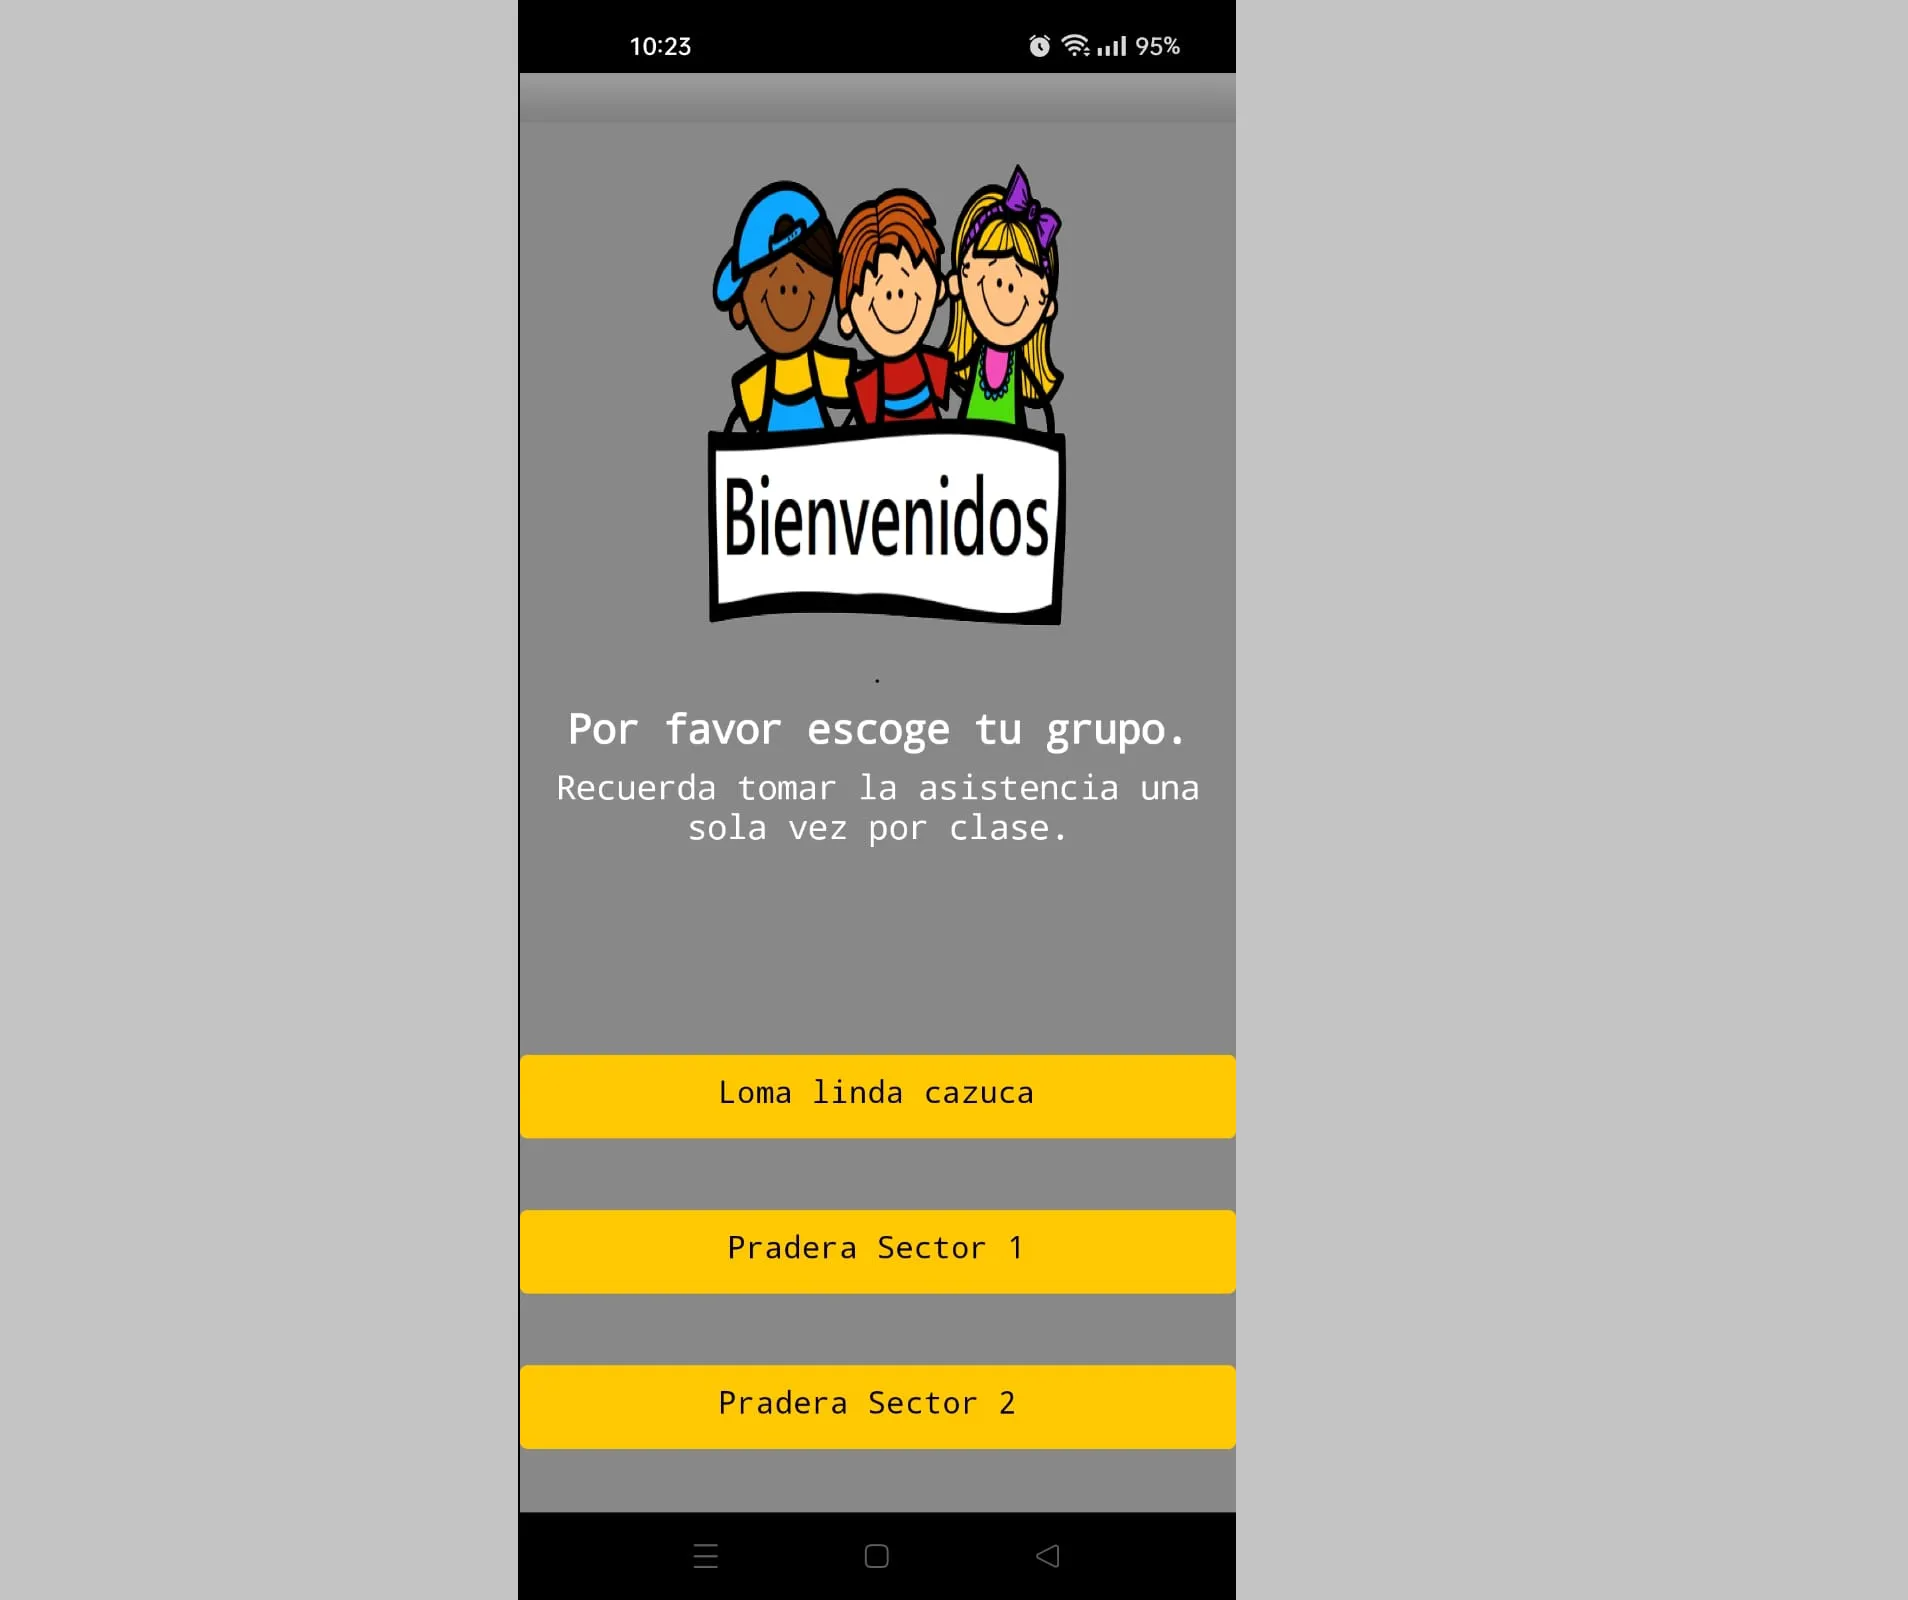 10:23 95%
Bienvenidos
.
Por favor escoge tu grupo.
Recuerda tomar la asistencia una
sola vez por clase.
Loma linda cazuca
Pradera Sector 1
Pradera Sector 2